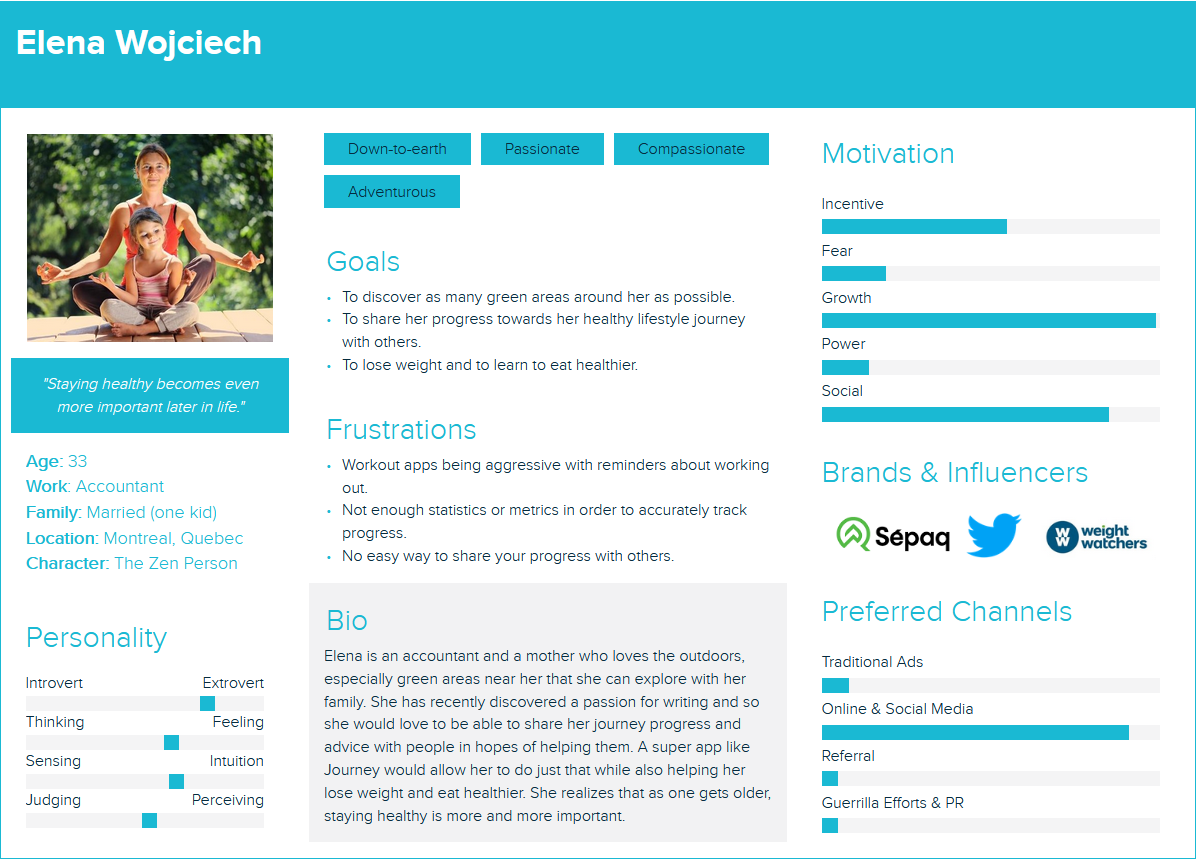 Elena Wojciech
"Staying healthy becomes even
more important later in life."
Age: 33
Work: Accountant
Family: Married (one kid)
Location: Montreal, Quebec
Character: The Zen Person
Personality
Introvert Extrovert
Thinking Feeling
Sensing Intuition
Judging Perceiving
Down-to-earth Passionate Compassionate
Adventurous
Goals
• To discover as many green areas around her as possible.
• To share her progress towards her healthy lifestyle journey
with others.
• To lose weight and to learn to eat healthier.
Frustrations
• Workout apps being aggressive with reminders about working
out.
• Not enough statistics or metrics in order to accurately track
progress.
• No easy way to share your progress with others.
Bio
Elena is an accountant and a mother who loves the outdoors,
especially green areas near her that she can explore with her
family. She has recently discovered a passion for writing and so
she would love to be able to share her journey progress and
advice with people in hopes of helping them. A super app like
Journey would allow her to do just that while also helping her
lose weight and eat healthier. She realizes that as one gets older,
staying healthy is more and more important.
Motivation
Incentive
Fear
Growth
Power
Social
Brands & Influencers
Sépaq
W W weight
watchers
Preferred Channels
Traditional Ads
Online & Social Media
Referral
Guerrilla Efforts & PR